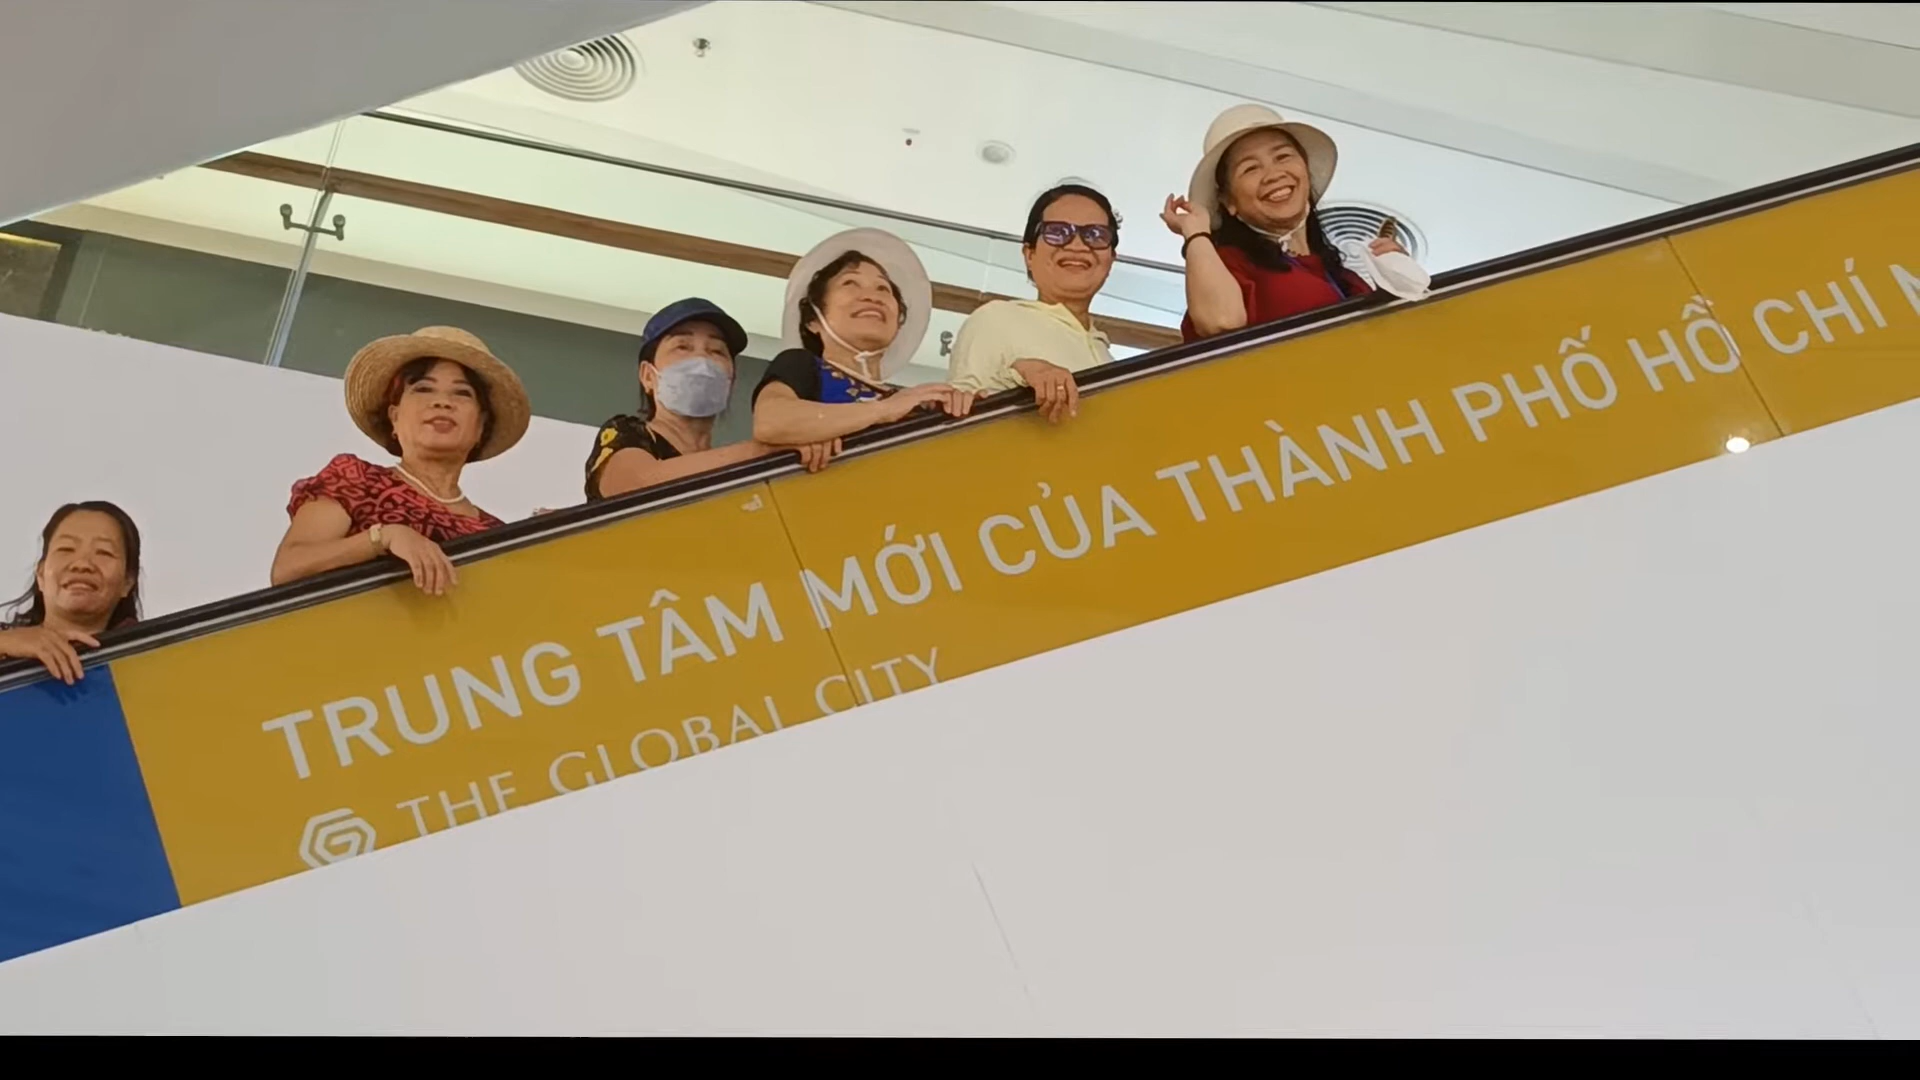 TRUNG TÂM MỚI CỦA THÀNH PHỐ HỒ CHÍ
THE GLOBAL CITY